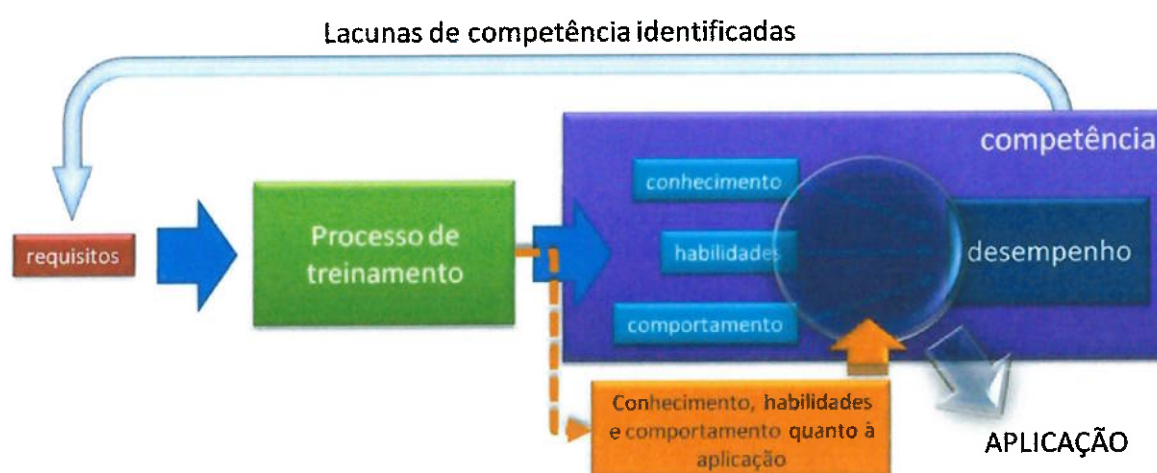 Lacunas de competência identificadas
competência
conhecimento
requisitos
Processo de
treinamento
habilidades
desempenho
comportamento
Conhecimento, habilidades
e comportamento quanto à
aplicação
APLICAÇÃO